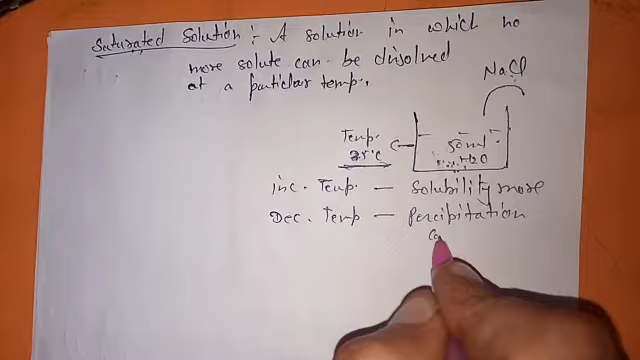 Saturated Solution :- A solution in which no
more solute can be dissolved
at a particular temp.
NaCl
Temp.
25°C
50ml
H2O
Inc. Temp. — Solubility more
Dec. Temp — Percipitation